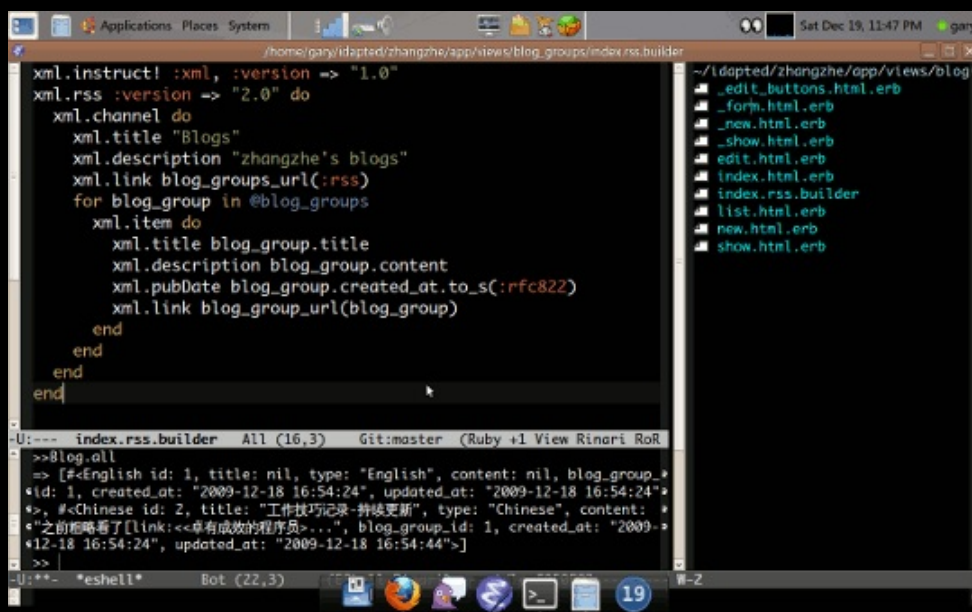 Applications Places System
Sat Dec 19, 11:47 PM gary
/home/gary/idapted/zhangzhe/app/views/blog_groups/index.rss.builder
xml.instruct! :xml, :version => "1.0"
xml.rss :version => "2.0" do
xml.channel do
xml.title "Blogs"
xml.description "zhangzhe's blogs"
xml.link blog_groups_url(:rss)
for blog_group in @blog_groups
xml.item do
xml.title blog_group.title
xml.description blog_group.content
xml.pubDate blog_group.created_at.to_s(:rfc822)
xml.link blog_group_url(blog_group)
end
end
end
end
-U:--- index.rss.builder All (16,3) Git:master (Ruby +1 View Rinari RoR
>>Blog.all
=> [#<English id: 1, title: nil, type: "English", content: nil, blog_group_
id: 1, created_at: "2009-12-18 16:54:24", updated_at: "2009-12-18 16:54:24"
>, #<Chinese id: 2, title: "工作技巧记录-持续更新", type: "Chinese", content:
"之前粗略看了[link:<<卓有成效的程序员>...", blog_group_id: 1, created_at: "2009-
12-18 16:54:24", updated_at: "2009-12-18 16:54:44">]
>>
-U:**- *eshell* Bot (22,3)
~/idapted/zhangzhe/app/views/blog
_edit_buttons.html.erb
_form.html.erb
_new.html.erb
_show.html.erb
edit.html.erb
index.html.erb
index.rss.builder
list.html.erb
new.html.erb
show.html.erb
W-2
19